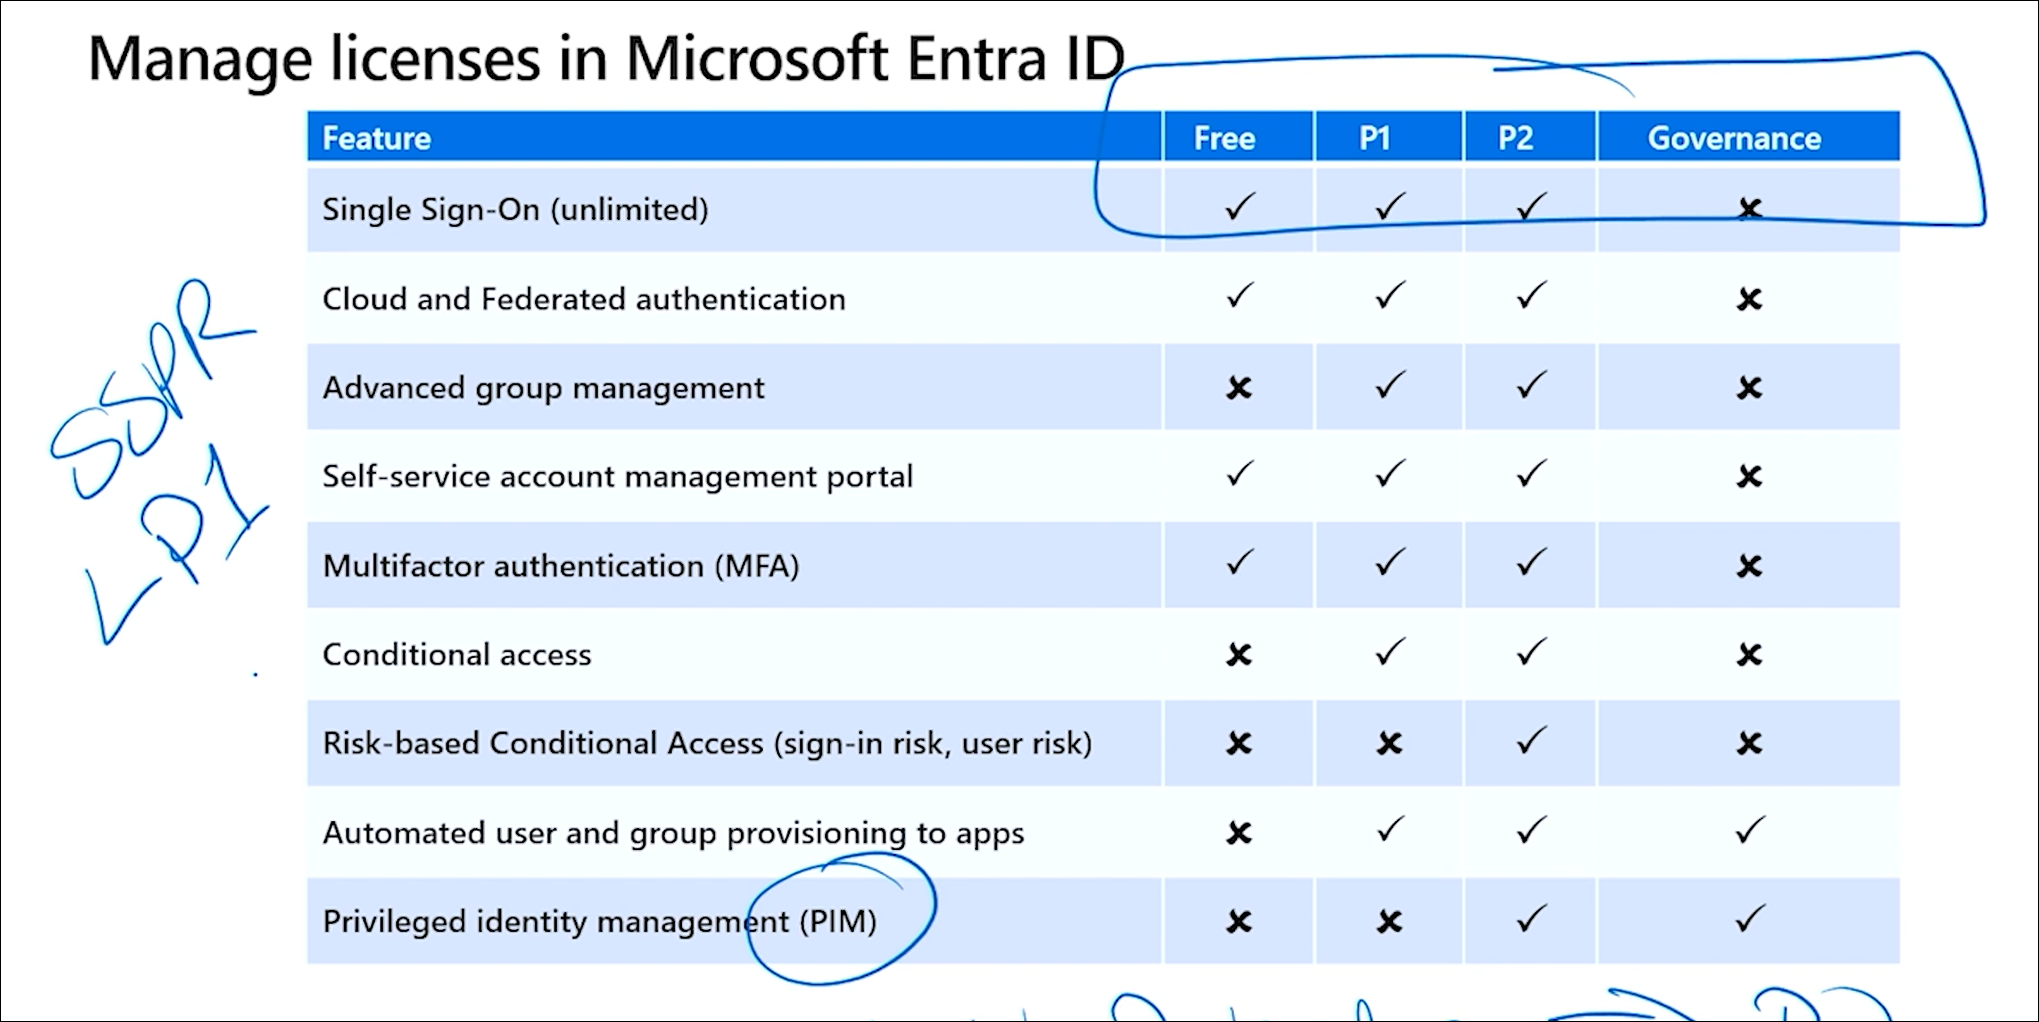 Manage licenses in Microsoft Entra ID
Feature Free P1 P2 Governance
Single Sign-On (unlimited) ✓ ✓ ✓ ✘
Cloud and Federated authentication ✓ ✓ ✓ ✘
Advanced group management ✘ ✓ ✓ ✘
Self-service account management portal ✓ ✓ ✓ ✘
Multifactor authentication (MFA) ✓ ✓ ✓ ✘
Conditional access ✘ ✓ ✓ ✘
Risk-based Conditional Access (sign-in risk, user risk) ✘ ✘ ✓ ✘
Automated user and group provisioning to apps ✘ ✓ ✓ ✓
Privileged identity management (PIM) ✘ ✘ ✓ ✓
SSPR
P1